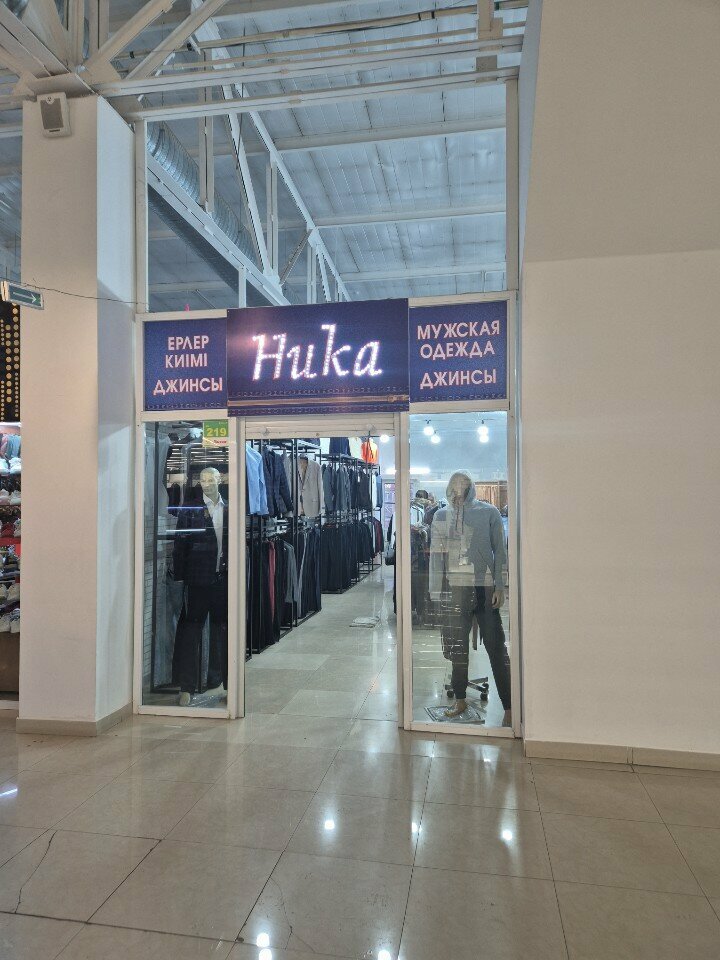 ЕРЛЕР
КИІМІ
ДЖИНСЫ
Ника
МУЖСКАЯ
ОДЕЖДА
ДЖИНСЫ
219